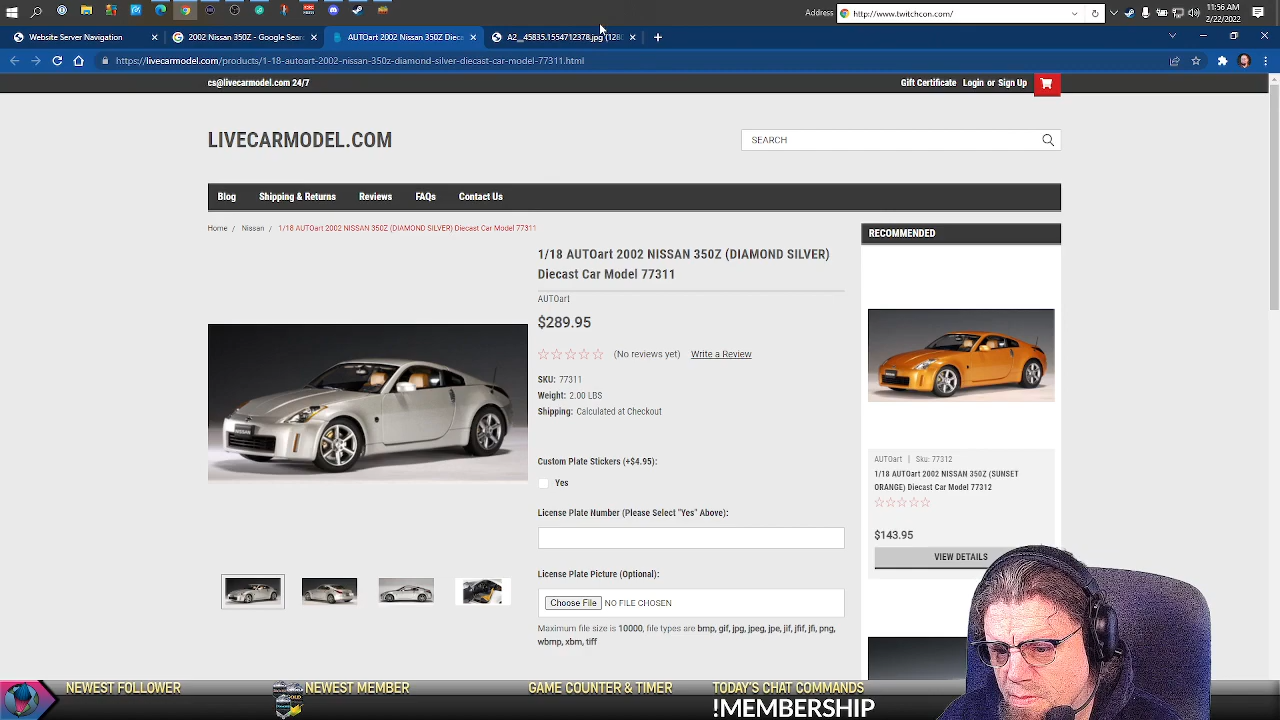 Address http://www.twitchcon.com/ 11:55 AM
2/22/2022
Website Server Navigation 2002 Nissan 350Z - Google Sear AUTOart 2002 Nissan 350Z Diecas A2__45835.1554712378.jpg (128
https://livecarmodel.com/products/1-18-autoart-2002-nissan-350z-diamond-silver-diecast-car-model-77311.html
cs@livecarmodel.com 24/7 Gift Certificate Login or Sign Up
LIVECARMODEL.COM SEARCH
Blog Shipping & Returns Reviews FAQs Contact Us
Home / Nissan / 1/18 AUTOart 2002 NISSAN 350Z (DIAMOND SILVER) Diecast Car Model 77311
RECOMMENDED
1/18 AUTOart 2002 NISSAN 350Z (DIAMOND SILVER)
Diecast Car Model 77311
AUTOart
$289.95
(No reviews yet) Write a Review
SKU: 77311
Weight: 2.00 LBS
Shipping: Calculated at Checkout
Custom Plate Stickers (+$4.95):
Yes
License Plate Number (Please Select "Yes" Above):
License Plate Picture (Optional):
Choose File NO FILE CHOSEN
Maximum file size is 10000, file types are bmp, gif, jpg, jpeg, jpe, jif, jfif, jfi, png,
wbmp, xbm, tiff
AUTOart | Sku: 77312
1/18 AUTOart 2002 NISSAN 350Z (SUNSET
ORANGE) Diecast Car Model 77312
$143.95
VIEW DETAILS
NEWEST FOLLOWER NEWEST MEMBER GAME COUNTER & TIMER TODAY'S CHAT COMMANDS
!MEMBERSHIP